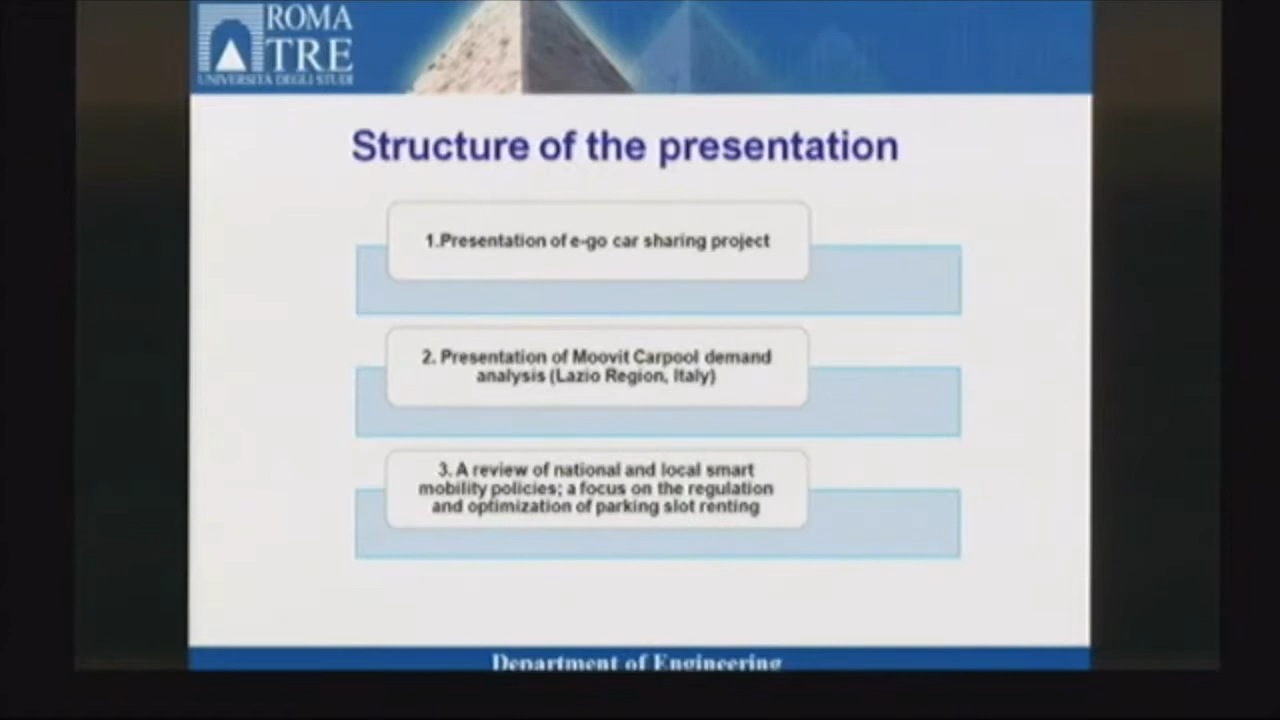 ROMA
TRE
UNIVERSITÀ DEGLI STUDI
Structure of the presentation
1.Presentation of e-go car sharing project
2. Presentation of Moovit Carpool demand
analysis (Lazio Region, Italy)
3. A review of national and local smart
mobility policies; a focus on the regulation
and optimization of parking slot renting
Department of Engineering